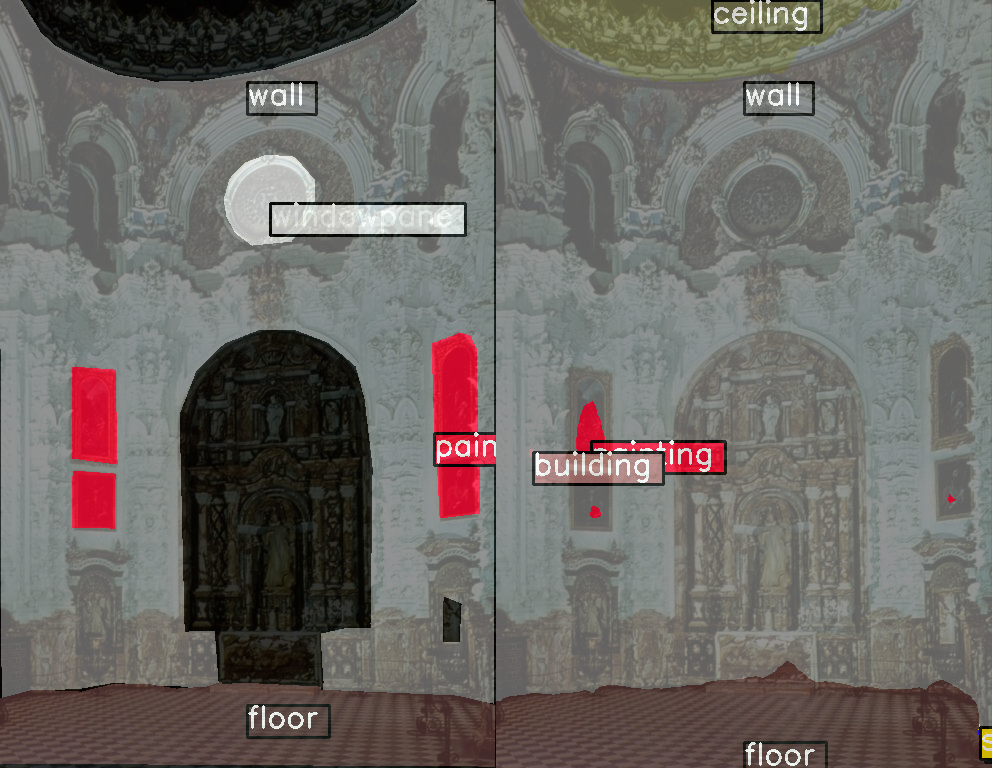 ceiling
wall
wall
windowpane
pain
painting
building
floor
floor
s